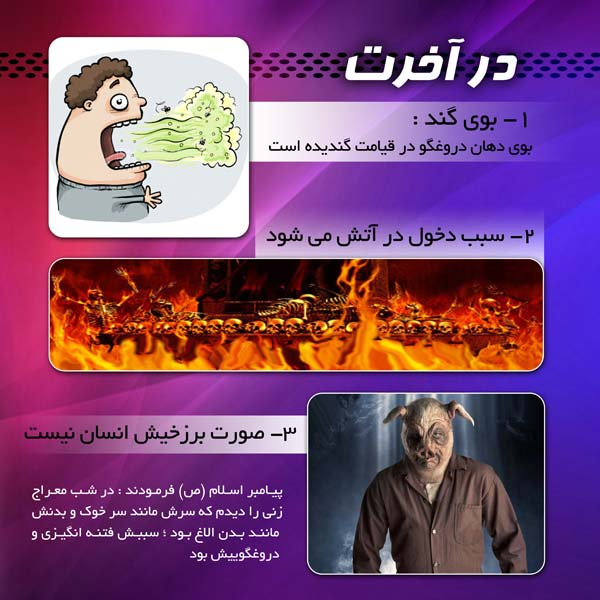 در آخرت
۱- بوی گند :
بوی دهان دروغگو در قیامت گندیده است
۲- سبب دخول در آتش می شود
۳- صورت برزخیش انسان نیست
پیامبر اسلام (ص) فرمودند : در شب معراج
زنی را دیدم که سرش مانند سر خوک و بدنش
مانند بدن الاغ بود ؛ سببش فتنه انگیزی و
دروغگوییش بود